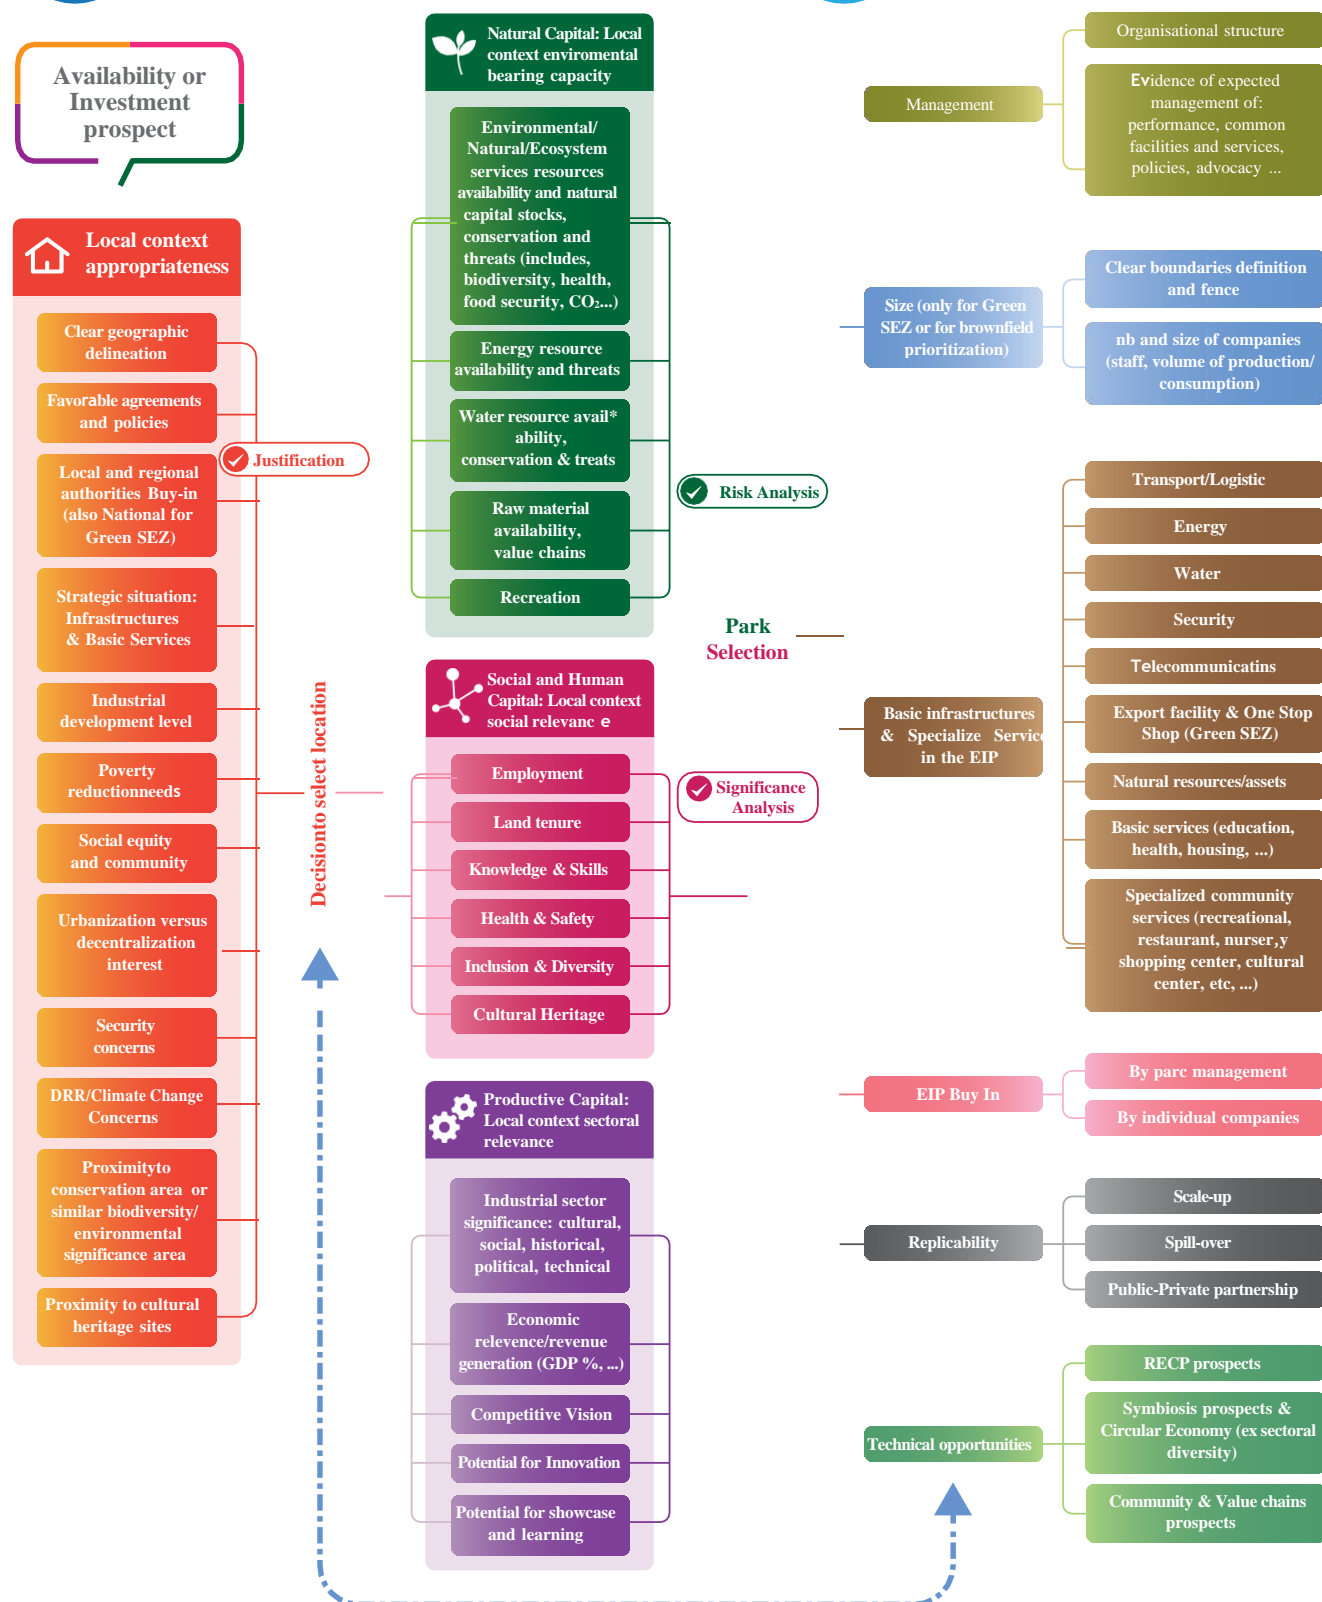 Availability or
Investment
prospect
Local context
appropriateness
Clear geographic
delineation
Favorable agreements
and policies
Local and regional
authorities Buy-in
(also National for
Green SEZ)
Strategic situation:
Infrastructures
& Basic Services
Industrial
development level
Poverty
reductionneeds
Social equity
and community
Urbanization versus
decentralization
interest
Security
concerns
DRR/Climate Change
Concerns
Proximityto
conservation area or
similar biodiversity/
environmental
significance area
Proximity to cultural
heritage sites
Justification
Decisionto select location
Natural Capital: Local
context enviromental
bearing capacity
Environmental/
Natural/Ecosystem
services resources
availability and natural
capital stocks,
conservation and
threats (includes,
biodiversity, health,
food security, CO₂...)
Energy resource
availability and threats
Water resource avail*
ability,
conservation & treats
Raw material
availability,
value chains
Recreation
Risk Analysis
Social and Human
Capital: Local context
social relevanc e
Employment
Land tenure
Knowledge & Skills
Health & Safety
Inclusion & Diversity
Cultural Heritage
Significance
Analysis
Productive Capital:
Local context sectoral
relevance
Industrial sector
significance: cultural,
social, historical,
political, technical
Economic
relevence/revenue
generation (GDP %, ...)
Competitive Vision
Potential for Innovation
Potential for showcase
and learning
Park
Selection
Management
Organisational structure
Evidence of expected
management of:
performance, common
facilities and services,
policies, advocacy ...
Size (only for Green
SEZ or for brownfield
prioritization)
Clear boundaries definition
and fence
nb and size of companies
(staff, volume of production/
consumption)
Basic infrastructures
& Specialize Service
in the EIP
Transport/Logistic
Energy
Water
Security
Telecommunicatins
Export facility & One Stop
Shop (Green SEZ)
Natural resources/assets
Basic services (education,
health, housing, ...)
Specialized community
services (recreational,
restaurant, nurser,y
shopping center, cultural
center, etc, ...)
EIP Buy In
By parc management
By individual companies
Replicability
Scale-up
Spill-over
Public-Private partnership
Technical opportunities
RECP prospects
Symbiosis prospects &
Circular Economy (ex sectoral
diversity)
Community & Value chains
prospects